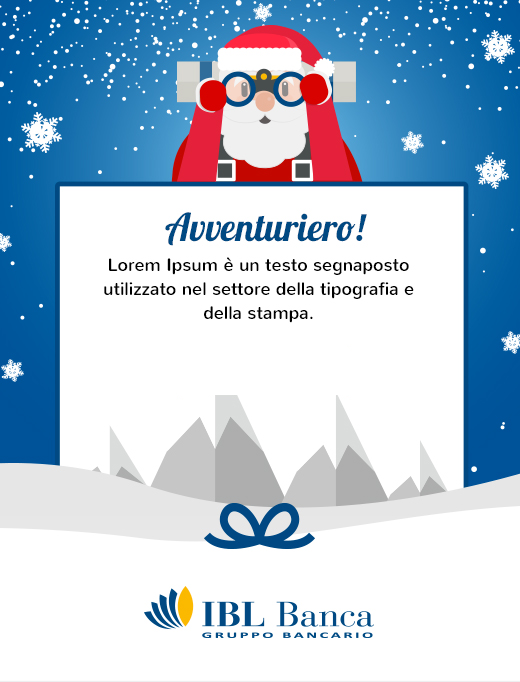 Avventuriero!
Lorem Ipsum è un testo segnaposto
utilizzato nel settore della tipografia e
della stampa.
IBL Banca
GRUPPO BANCARIO